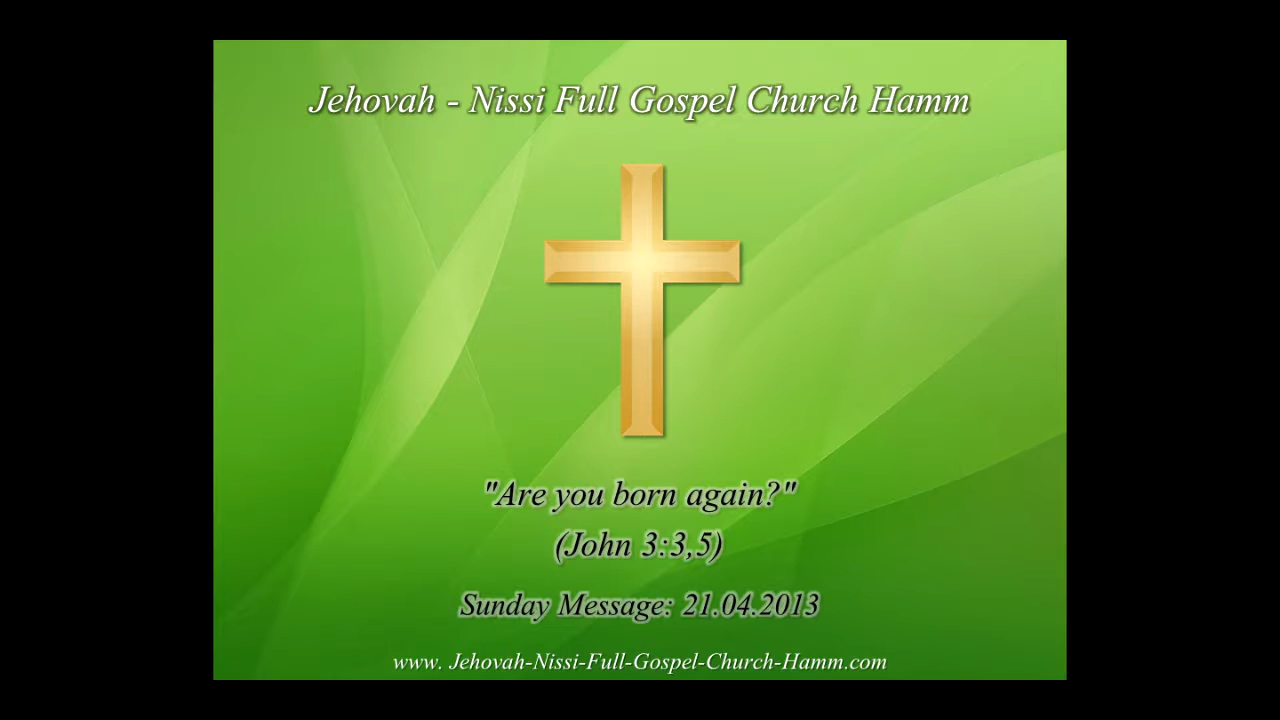 Jehovah - Nissi Full Gospel Church Hamm
"Are you born again?"
(John 3:3,5)
Sunday Message: 21.04.2013
www. Jehovah-Nissi-Full-Gospel-Church-Hamm.com